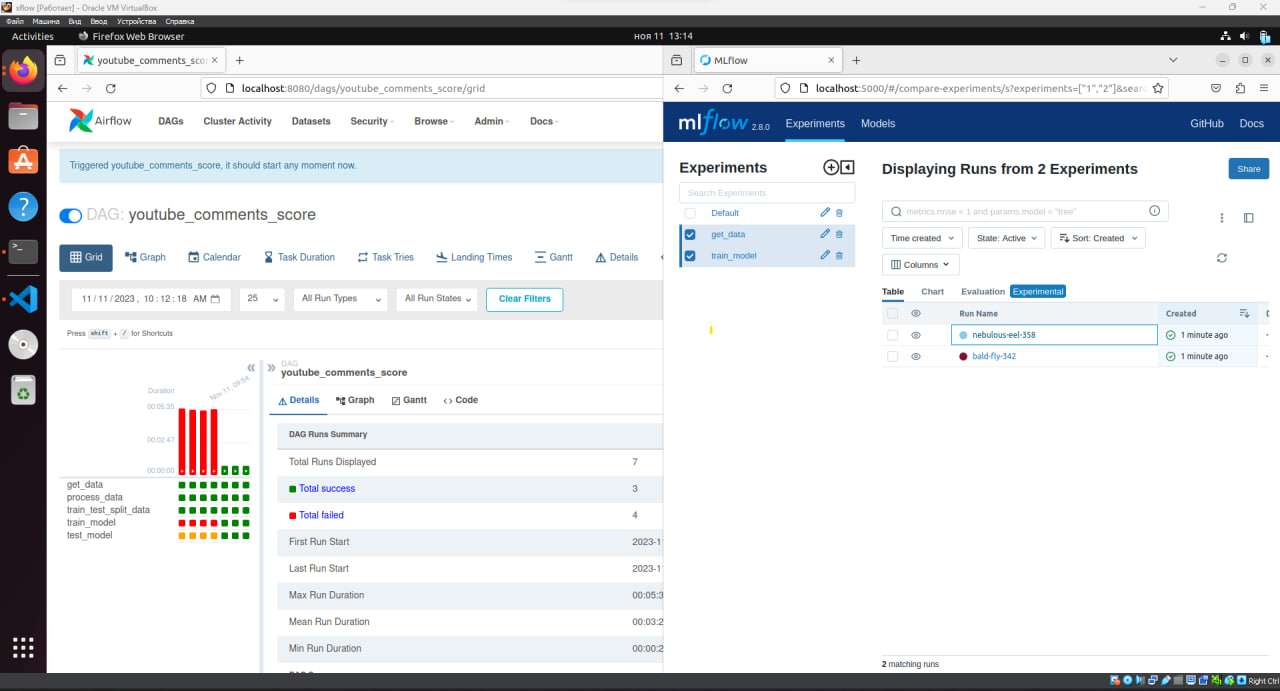 xflow [Работает] - Oracle VM VirtualBox
Файл Машина Вид Ввод Устройства Справка
Activities Firefox Web Browser ноя 11 13:14
youtube_comments_sco
localhost:8080/dags/youtube_comments_score/grid
Airflow DAGs Cluster Activity Datasets Security Browse Admin Docs
Triggered youtube_comments_score, it should start any moment now.
DAG: youtube_comments_score
Grid Graph Calendar Task Duration Task Tries Landing Times Gantt Details
11/11/2023, 10:12:18 AM 25 All Run Types All Run States Clear Filters
Press shift + / for Shortcuts
Duration
Nov 11, 09:54
00:05:35
00:02:47
00:00:00
get_data
process_data
train_test_split_data
train_model
test_model
DAG
youtube_comments_score
Details Graph Gantt Code
DAG Runs Summary
Total Runs Displayed 7
Total success 3
Total failed 4
First Run Start 2023-1
Last Run Start 2023-1
Max Run Duration 00:05:3
Mean Run Duration 00:03:2
Min Run Duration 00:00:2
MLflow
localhost:5000/#/compare-experiments/s?experiments=["1","2"]&sear
mlflow 2.8.0 Experiments Models GitHub Docs
Experiments
Search Experiments
Default
get_data
train_model
Displaying Runs from 2 Experiments Share
metrics.rmse < 1 and params.model = "tree"
Time created State: Active Sort: Created
Columns
Table Chart Evaluation Experimental
Run Name Created
nebulous-eel-358 1 minute ago -
bald-fly-342 1 minute ago -
2 matching runs
Right Ctrl